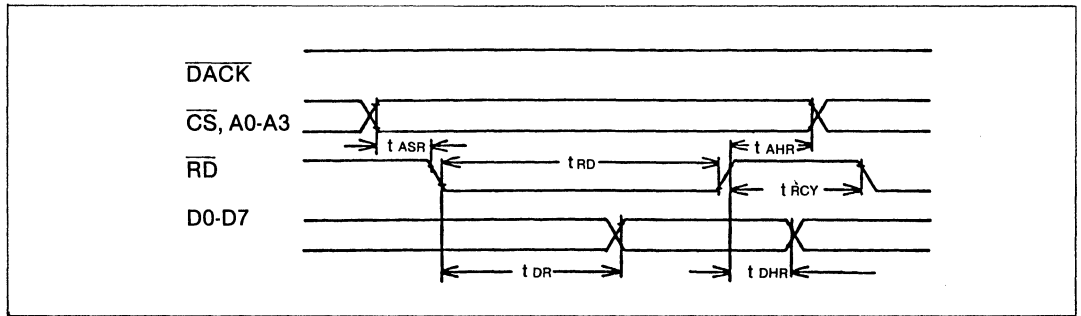 DACK
CS, A0-A3
t ASR
t AHR
RD
t RD
t RCY
D0-D7
t DR
t DHR